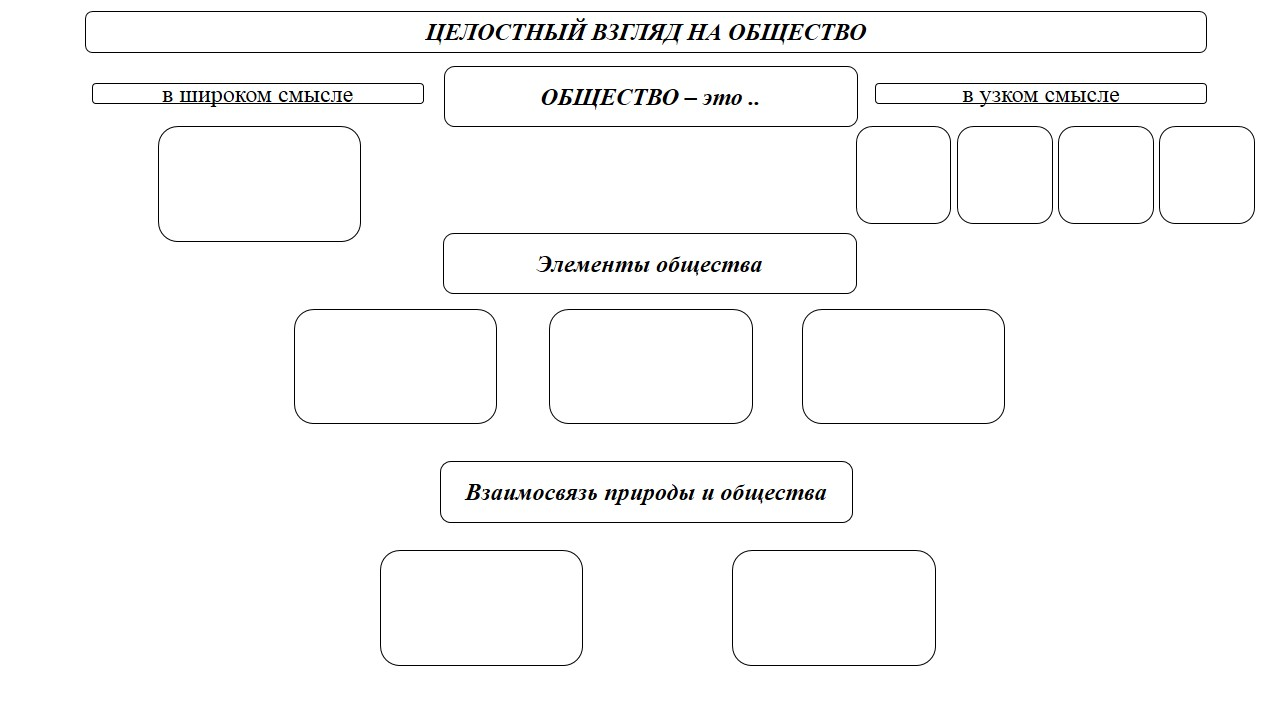 ЦЕЛОСТНЫЙ ВЗГЛЯД НА ОБЩЕСТВО
в широком смысле
ОБЩЕСТВО – это ..
в узком смысле
Элементы общества
Взаимосвязь природы и общества